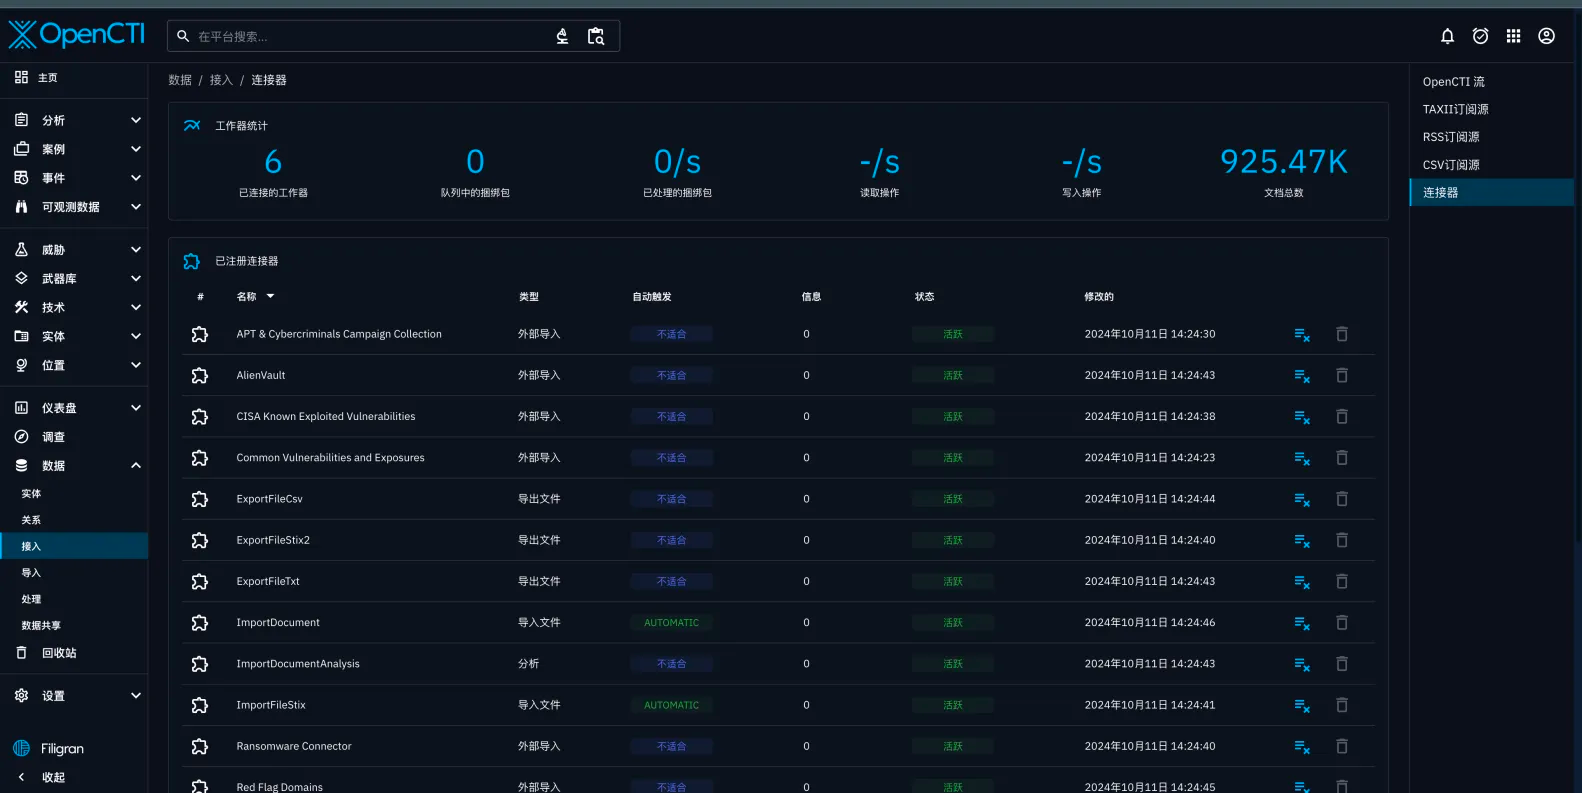 OpenCTI
在平台搜索...
主页
分析
案例
事件
可观测数据
威胁
武器库
技术
实体
位置
仪表盘
调查
数据
实体
关系
接入
导入
处理
数据共享
回收站
设置
Filigran
收起
数据 / 接入 / 连接器
工作器统计
6 0 0/s -/s -/s 925.47K
已连接的工作器 队列中的捆绑包 已处理的捆绑包 读取操作 写入操作 文档总数
已注册连接器
# 名称 类型 自动触发 信息 状态 修改的
APT & Cybercriminals Campaign Collection 外部导入 不适合 0 活跃 2024年10月11日 14:24:30
AlienVault 外部导入 不适合 0 活跃 2024年10月11日 14:24:43
CISA Known Exploited Vulnerabilities 外部导入 不适合 0 活跃 2024年10月11日 14:24:38
Common Vulnerabilities and Exposures 外部导入 不适合 0 活跃 2024年10月11日 14:24:23
ExportFileCsv 导出文件 不适合 0 活跃 2024年10月11日 14:24:44
ExportFileStix2 导出文件 不适合 0 活跃 2024年10月11日 14:24:40
ExportFileTxt 导出文件 不适合 0 活跃 2024年10月11日 14:24:43
ImportDocument 导入文件 AUTOMATIC 0 活跃 2024年10月11日 14:24:46
ImportDocumentAnalysis 分析 不适合 0 活跃 2024年10月11日 14:24:43
ImportFileStix 导入文件 AUTOMATIC 0 活跃 2024年10月11日 14:24:41
Ransomware Connector 外部导入 不适合 0 活跃 2024年10月11日 14:24:40
Red Flag Domains 外部导入 不适合 0 活跃 2024年10月11日 14:24:45
OpenCTI 流
TAXII订阅源
RSS订阅源
CSV订阅源
连接器